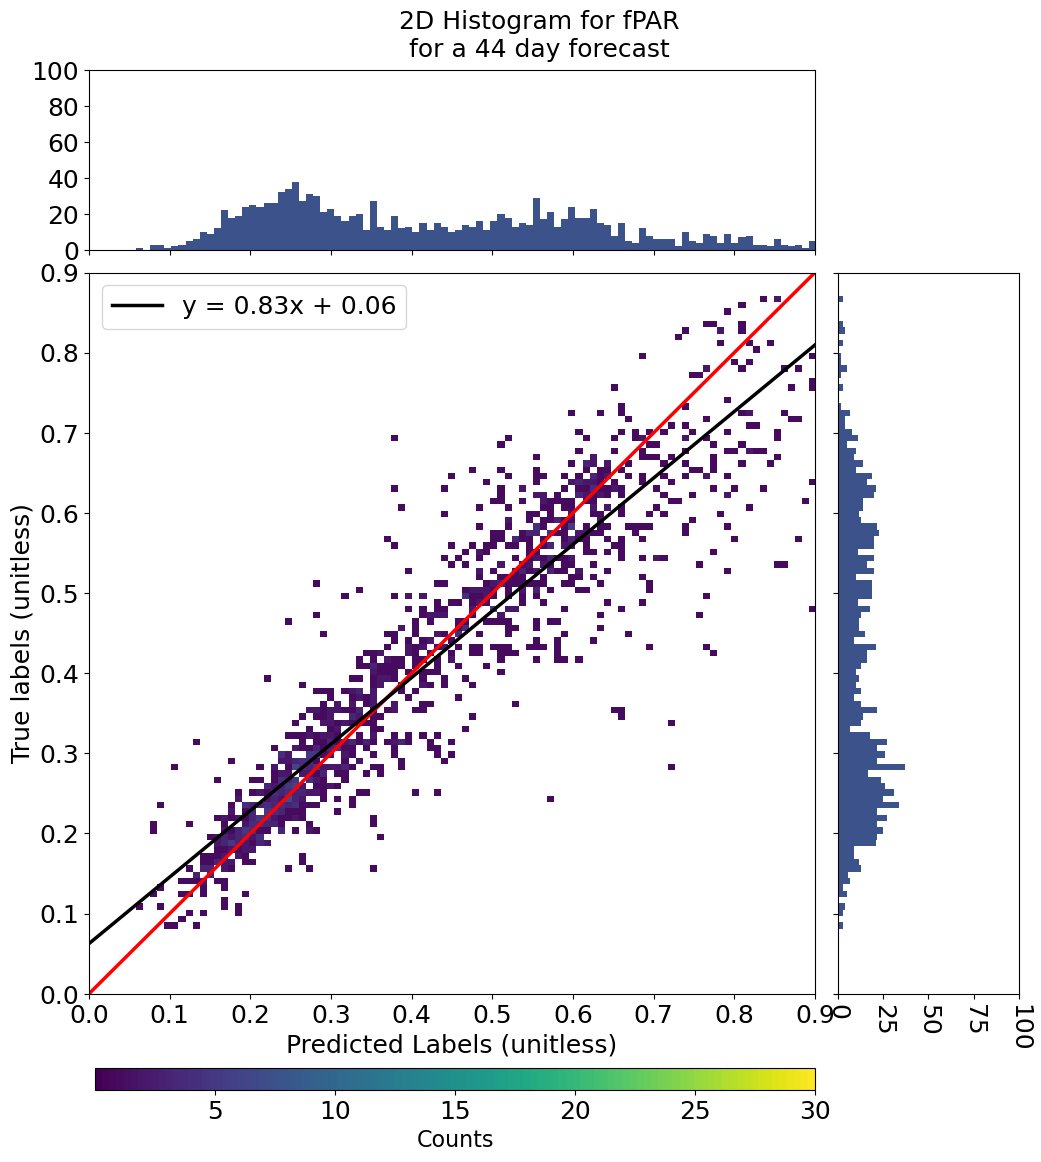 2D Histogram for fPAR
for a 44 day forecast
100
80
60
40
20
0
0.9
0.8
0.7
0.6
0.5
0.4
0.3
0.2
0.1
0.0
True labels (unitless)
y = 0.83x + 0.06
0.0 0.1 0.2 0.3 0.4 0.5 0.6 0.7 0.8 0.9
Predicted Labels (unitless)
0 25 50 75 100
5 10 15 20 25 30
Counts